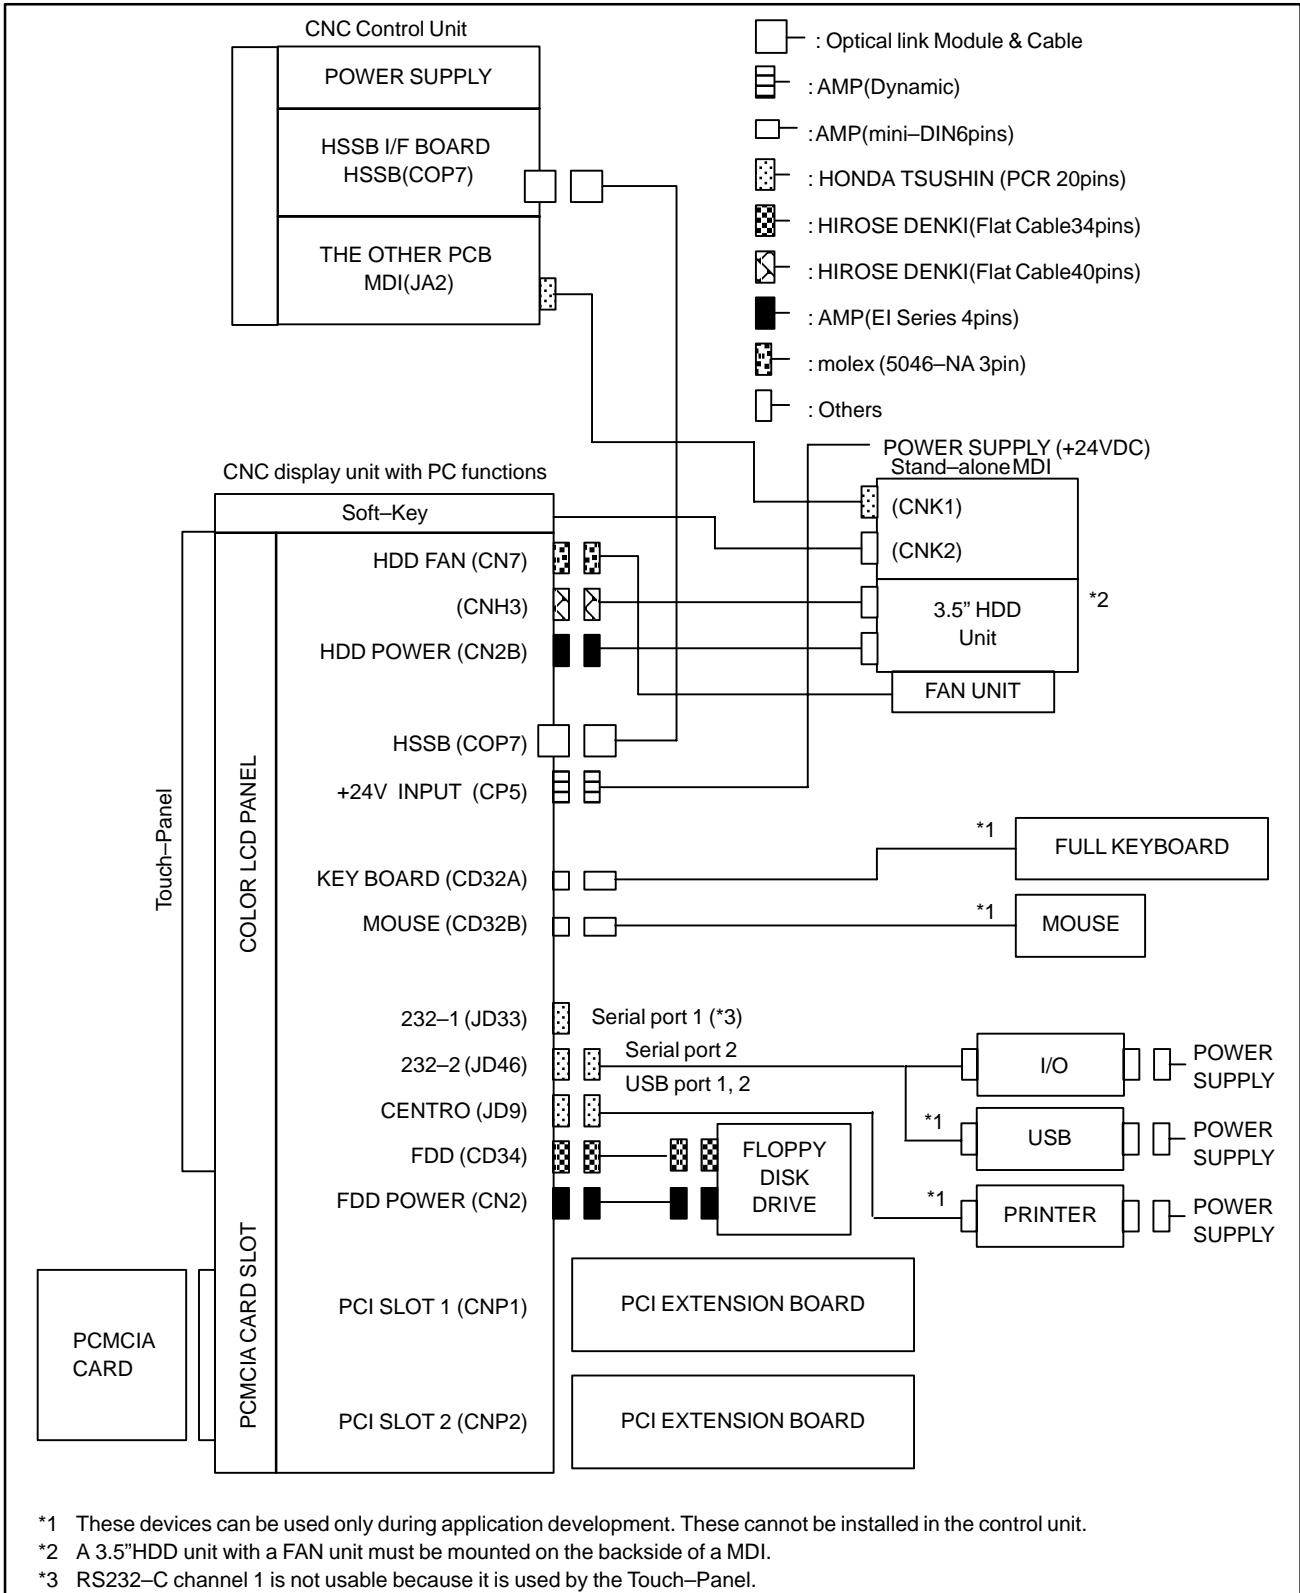 CNC Control Unit
POWER SUPPLY
HSSB I/F BOARD
HSSB(COP7)
THE OTHER PCB
MDI(JA2)
: Optical link Module & Cable
: AMP(Dynamic)
: AMP(mini–DIN6pins)
: HONDA TSUSHIN (PCR 20pins)
: HIROSE DENKI(Flat Cable34pins)
: HIROSE DENKI(Flat Cable40pins)
: AMP(EI Series 4pins)
: molex (5046–NA 3pin)
: Others
POWER SUPPLY (+24VDC)
Stand–aloneMDI
(CNK1)
(CNK2)
3.5” HDD
Unit
*2
FAN UNIT
CNC display unit with PC functions
Soft–Key
HDD FAN (CN7)
(CNH3)
HDD POWER (CN2B)
HSSB (COP7)
+24V INPUT (CP5)
KEY BOARD (CD32A)
MOUSE (CD32B)
232–1 (JD33)
232–2 (JD46)
CENTRO (JD9)
FDD (CD34)
FDD POWER (CN2)
PCI SLOT 1 (CNP1)
PCI SLOT 2 (CNP2)
Touch–Panel
COLOR LCD PANEL
PCMCIA CARD SLOT
PCMCIA
CARD
*1
FULL KEYBOARD
*1
MOUSE
Serial port 1 (*3)
Serial port 2
USB port 1, 2
I/O
POWER
SUPPLY
*1
USB
POWER
SUPPLY
*1
PRINTER
POWER
SUPPLY
FLOPPY
DISK
DRIVE
PCI EXTENSION BOARD
PCI EXTENSION BOARD
*1 These devices can be used only during application development. These cannot be installed in the control unit.
*2 A 3.5”HDD unit with a FAN unit must be mounted on the backside of a MDI.
*3 RS232–C channel 1 is not usable because it is used by the Touch–Panel.